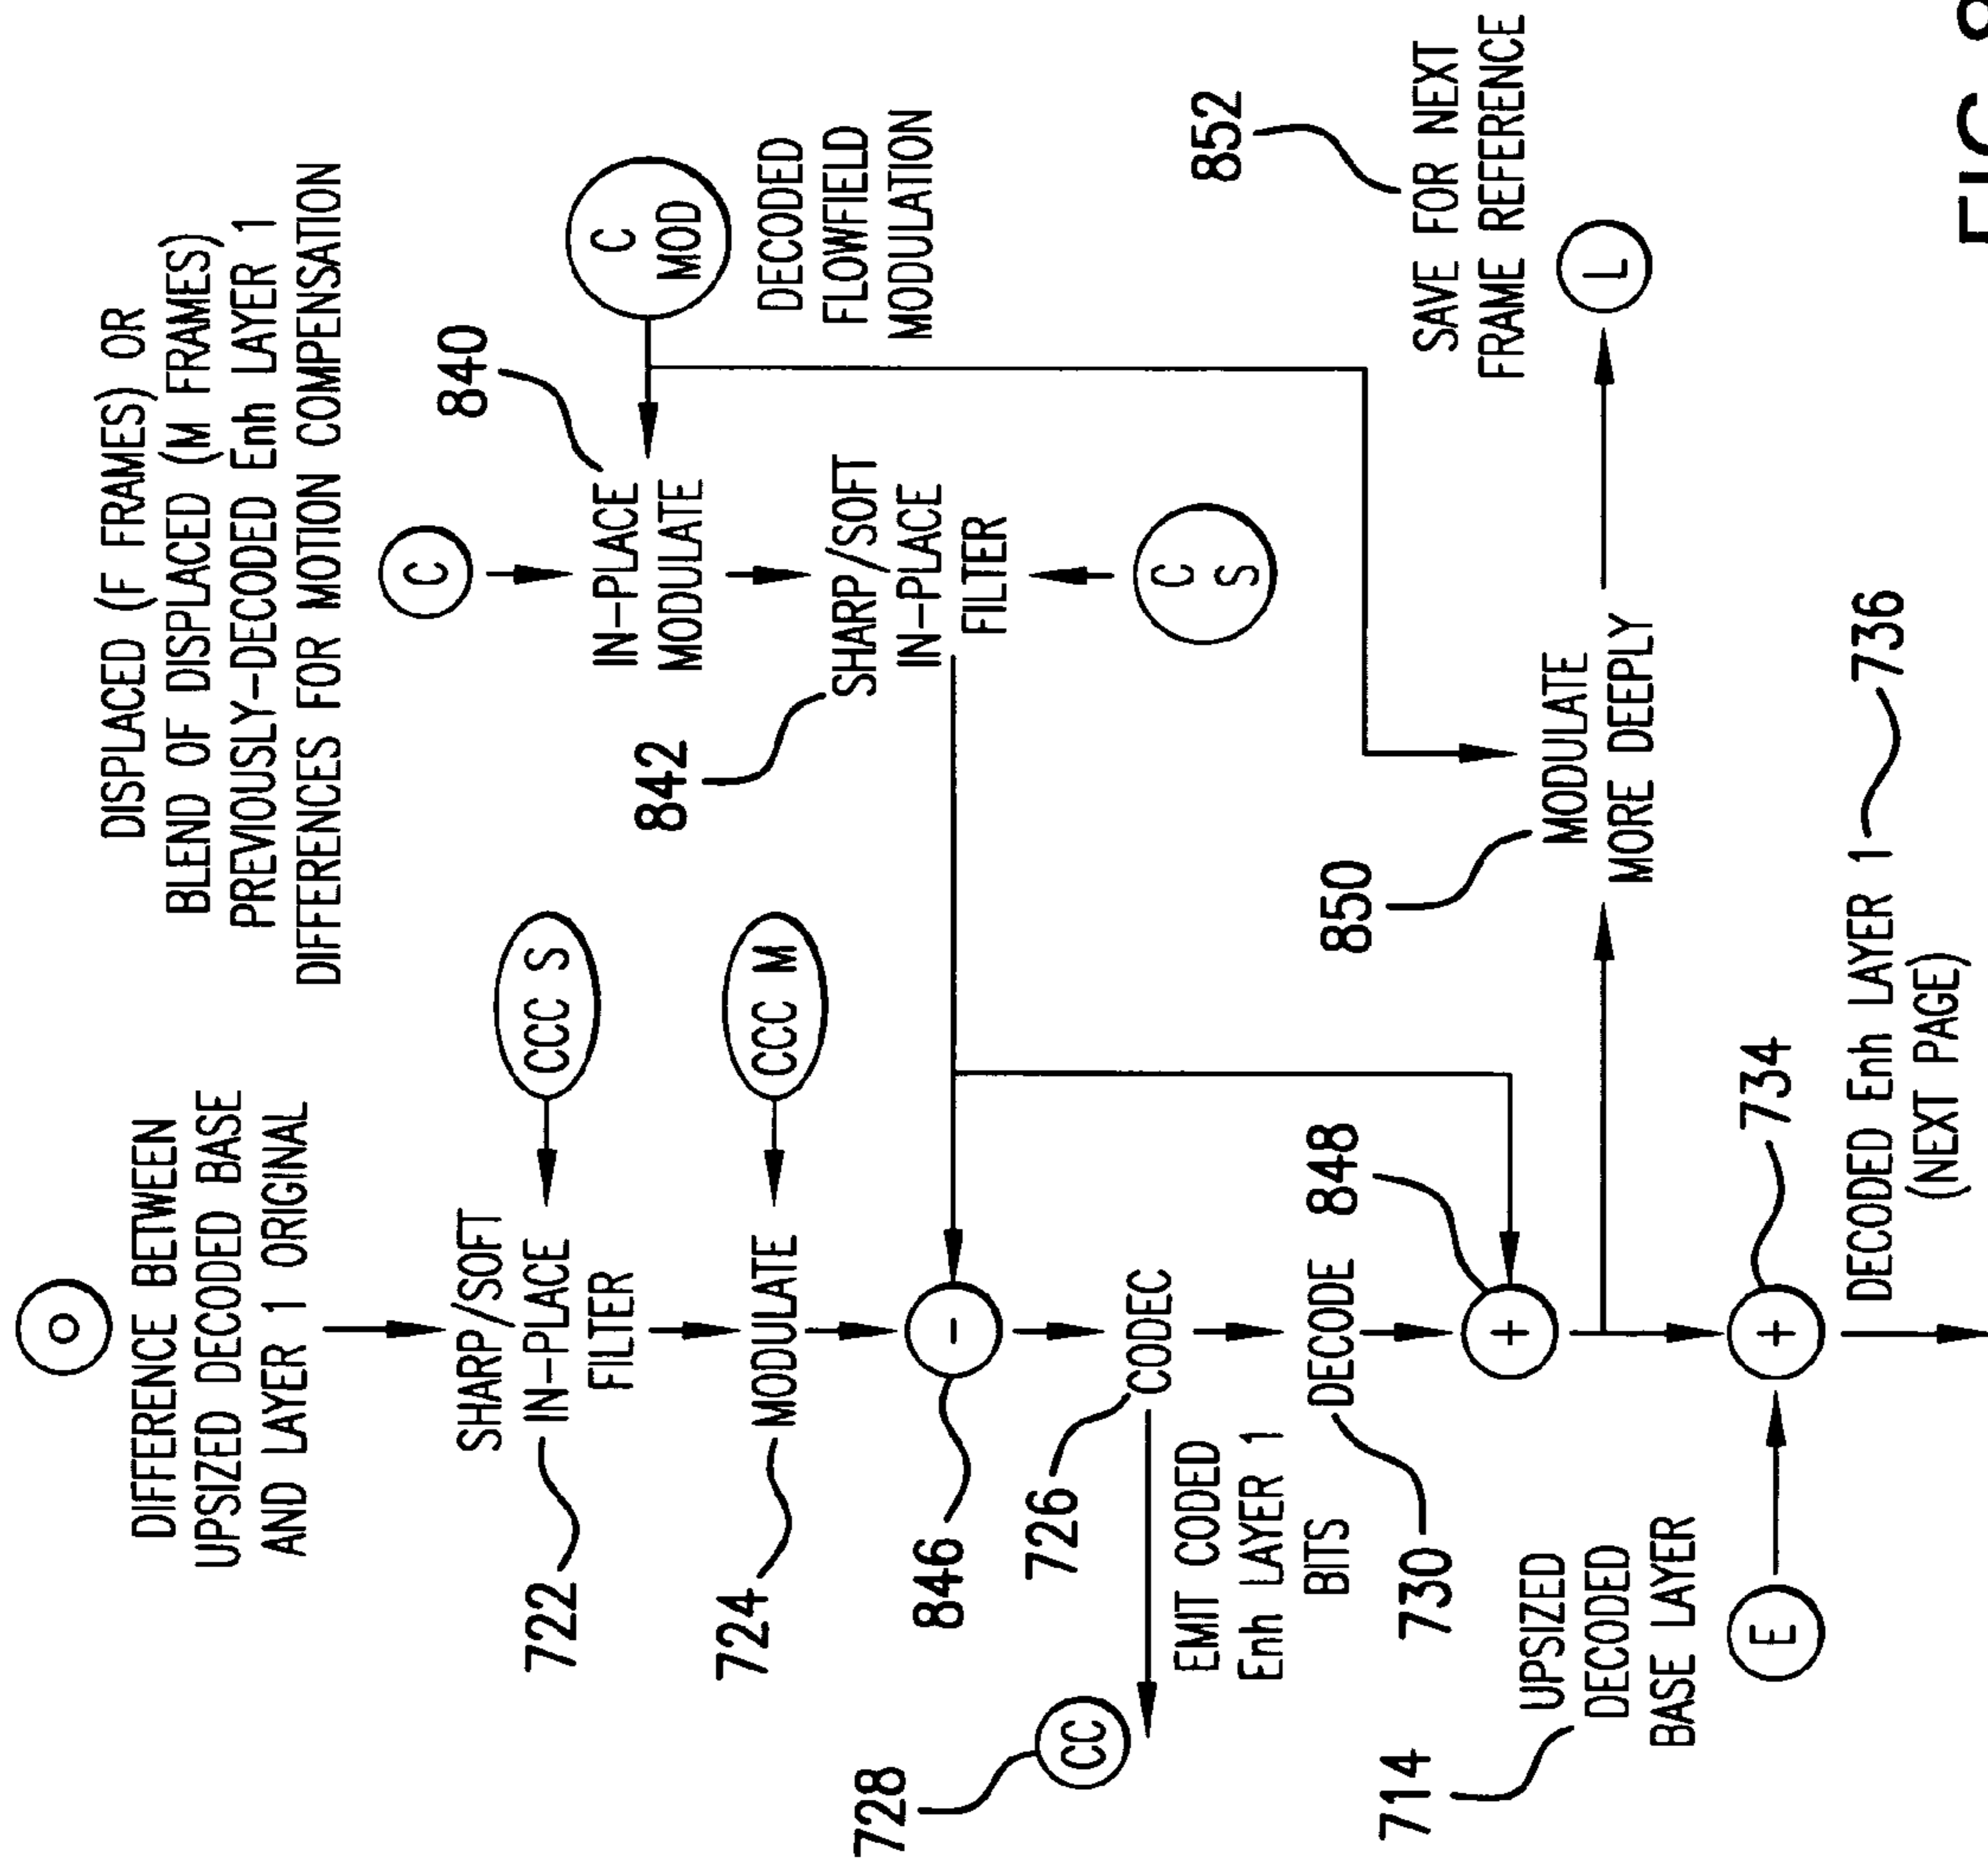 O
DIFFERENCE BETWEEN
UPSIZED DECODED BASE
AND LAYER 1 ORIGINAL
DISPLACED (F FRAMES) OR
BLEND OF DISPLACED (M FRAMES)
PREVIOUSLY-DECODED Enh LAYER 1
DIFFERENCES FOR MOTION COMPENSATION
722
SHARP/SOFT
IN-PLACE
FILTER
CCC S
724
MODULATE
CCC M
C
840
IN-PLACE
MODULATE
C
MOD
DECODED
FLOWFIELD
MODULATION
842
SHARP/SOFT
IN-PLACE
FILTER
C
S
846
-
726
CODEC
728
CC
EMIT CODED
Enh LAYER 1
BITS
730
DECODE
848
+
850
MODULATE
MORE DEEPLY
852
SAVE FOR NEXT
FRAME REFERENCE
L
714
UPSIZED
DECODED
BASE LAYER
E
+
734
DECODED Enh LAYER 1
(NEXT PAGE)
736